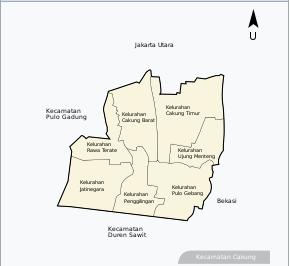 Jakarta Utara
U
Kecamatan
Pulo Gadung
Kelurahan
Cakung Barat
Kelurahan
Cakung Timur
Kelurahan
Rawa Terate
Kelurahan
Ujung Menteng
Kelurahan
Jatinegara
Kelurahan
Penggilingan
Kelurahan
Pulo Gebang
Bekasi
Kecamatan
Duren Sawit
Kecamatan Cakung